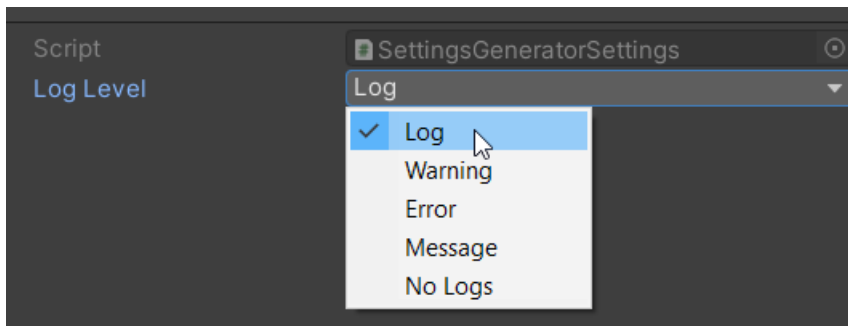 Script SettingsGeneratorSettings
Log Level Log
Log
Warning
Error
Message
No Logs